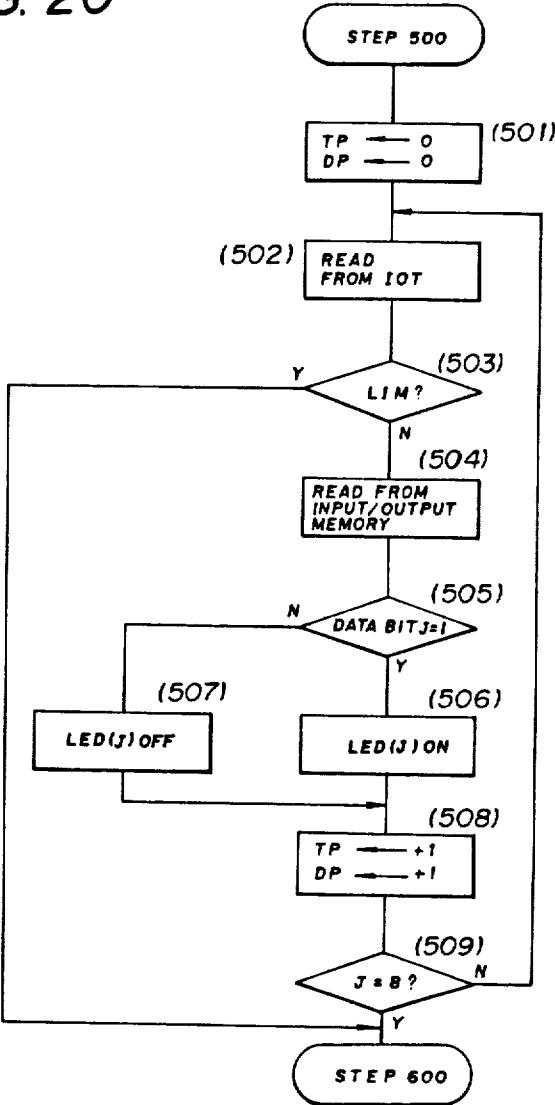 G. 20
STEP 500
(501)
TP ← 0
DP ← 0
(502)
READ
FROM IOT
(503)
Y
LIM?
N
(504)
READ FROM
INPUT/OUTPUT
MEMORY
(505)
N
DATA BIT J=1
Y
(507)
(506)
LED(J) OFF
LED(J) ON
(508)
TP ← +1
DP ← +1
(509)
J = 8?
N
Y
STEP 600